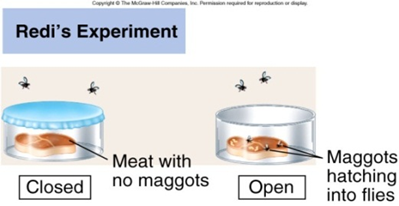 Copyright © The McGraw-Hill Companies, Inc. Permission required for reproduction or display.
Redi's Experiment
Meat with
no maggots
Closed
Maggots
hatching
into flies
Open